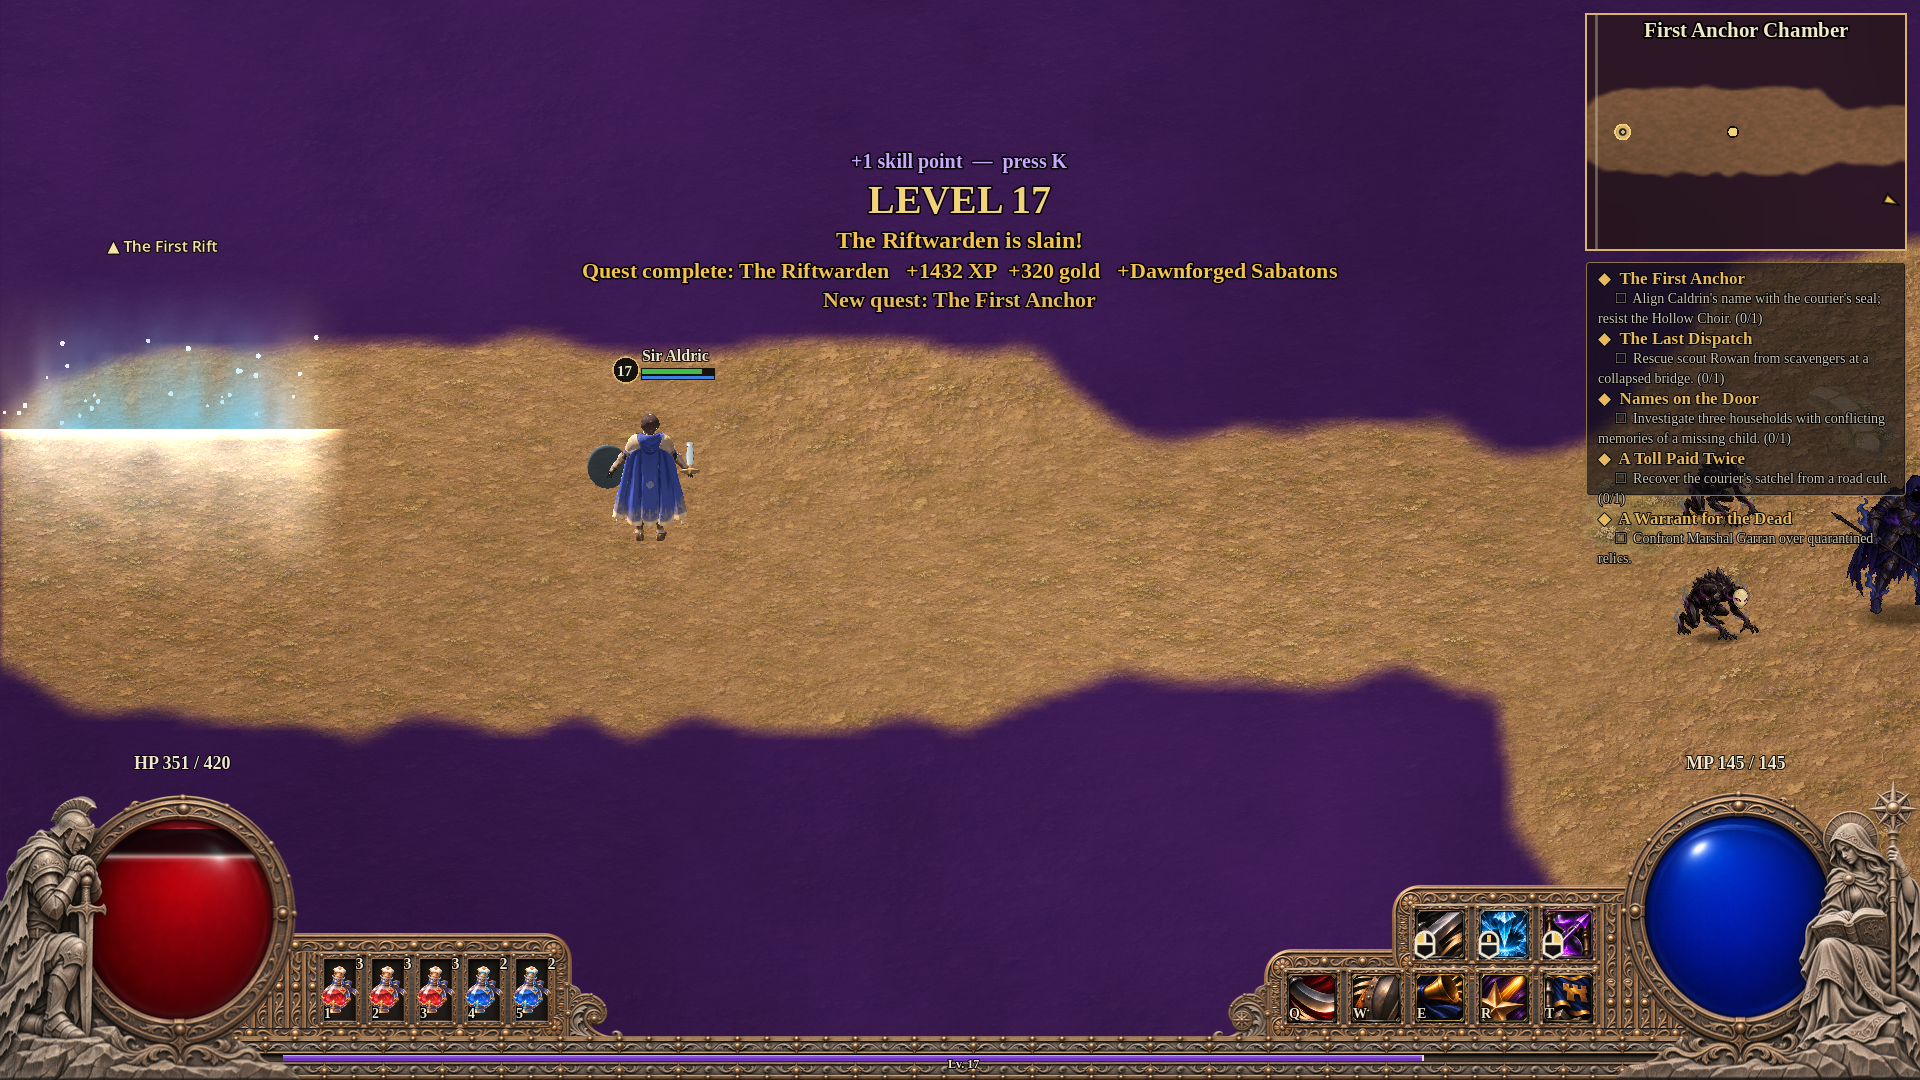 First Anchor Chamber
+1 skill point — press K
LEVEL 17
The Riftwarden is slain!
Quest complete: The Riftwarden +1432 XP +320 gold +Dawnforged Sabatons
New quest: The First Anchor
▲ The First Rift
Sir Aldric
17
◆ The First Anchor
☐ Align Caldrin's name with the courier's seal;
resist the Hollow Choir. (0/1)
◆ The Last Dispatch
☐ Rescue scout Rowan from scavengers at a
collapsed bridge. (0/1)
◆ Names on the Door
☐ Investigate three households with conflicting
memories of a missing child. (0/1)
◆ A Toll Paid Twice
☐ Recover the courier's satchel from a road cult.
(0/1)
◆ A Warrant for the Dead
☐ Confront Marshal Garran over quarantined
relics.
HP 351 / 420
MP 145 / 145
3 3 3 2 2
1 2 3 4 5
Q W E R T
Lv. 17